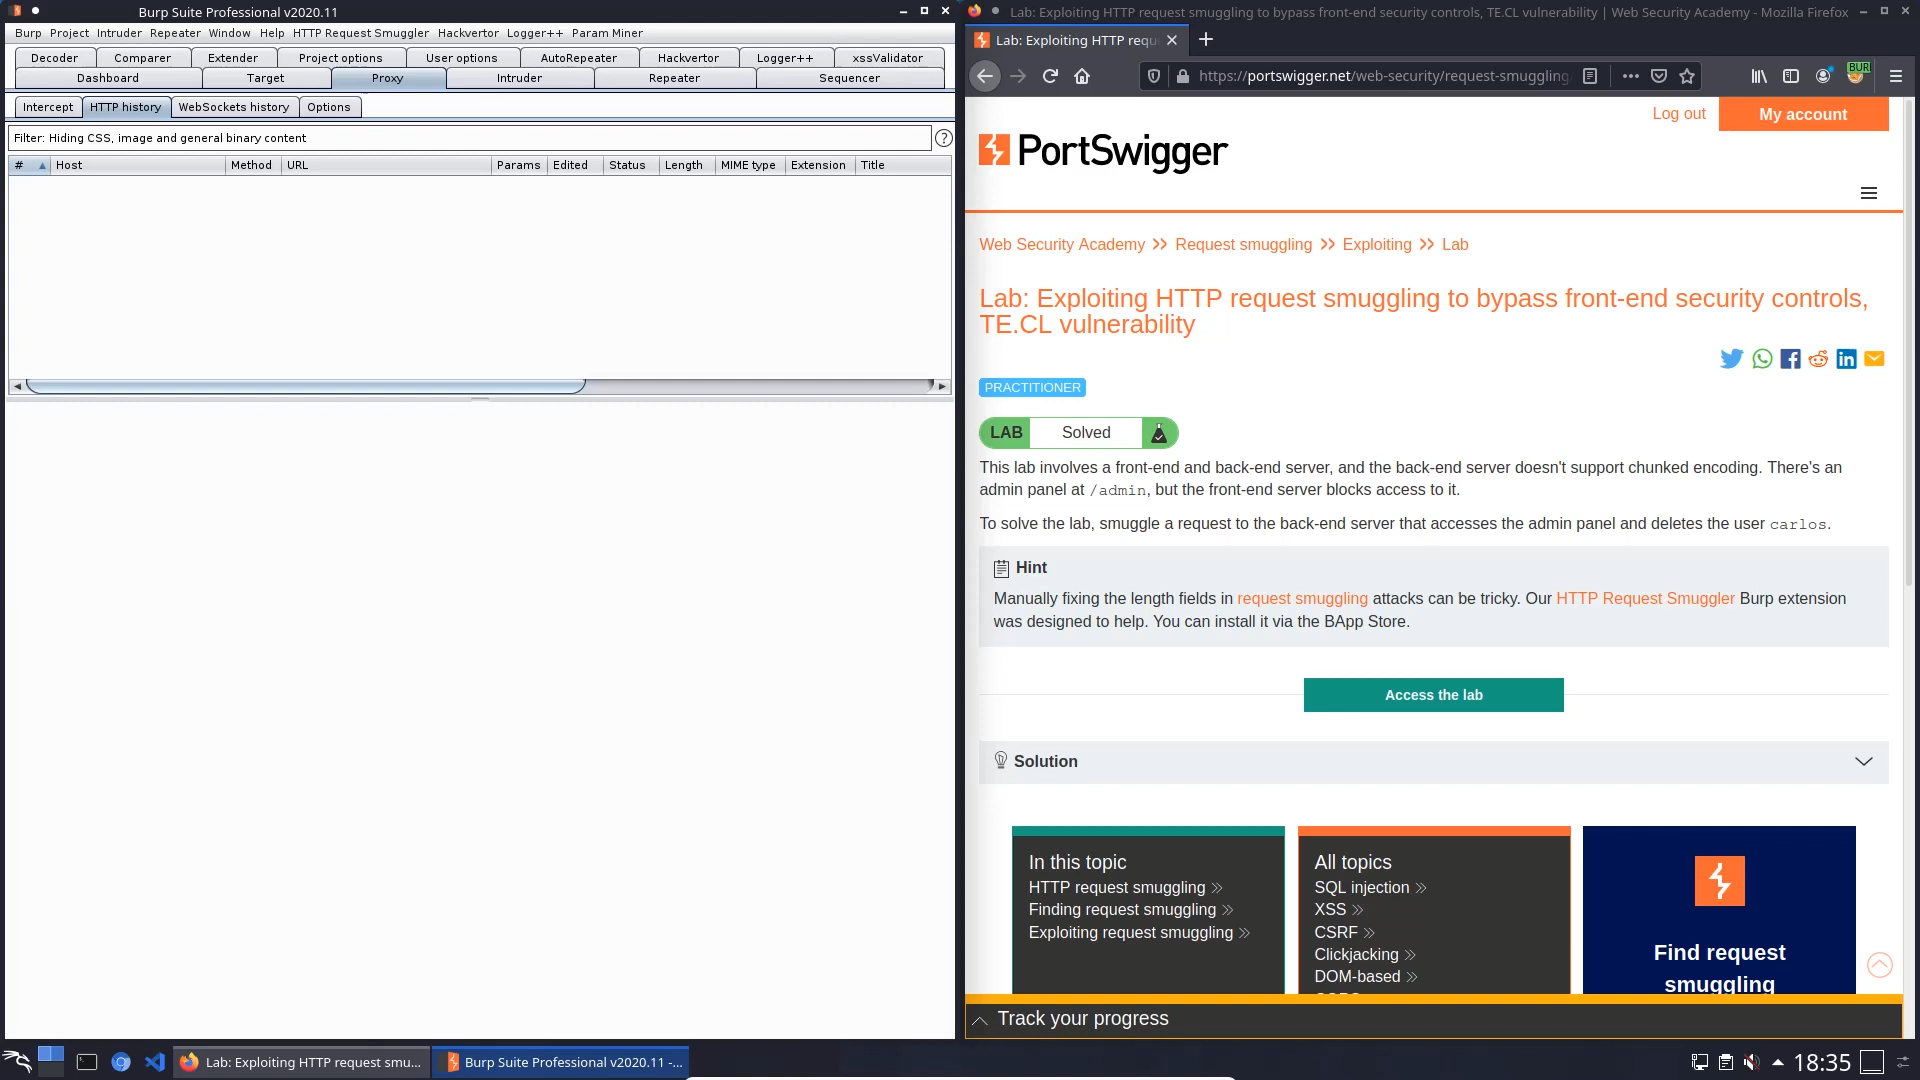 Burp Suite Professional v2020.11
Burp Project Intruder Repeater Window Help HTTP Request Smuggler Hackvertor Logger++ Param Miner
Decoder Comparer Extender Project options User options AutoRepeater Hackvertor Logger++ xssValidator
Dashboard Target Proxy Intruder Repeater Sequencer
Intercept HTTP history WebSockets history Options
Filter: Hiding CSS, image and general binary content
?
# Host Method URL Params Edited Status Length MIME type Extension Title
Lab: Exploiting HTTP request smuggling to bypass front-end security controls, TE.CL vulnerability | Web Security Academy - Mozilla Firefox
Lab: Exploiting HTTP requ
https://portswigger.net/web-security/request-smuggling
BUR
Log out
My account
PortSwigger
Web Security Academy
Request smuggling
Exploiting
Lab
Lab: Exploiting HTTP request smuggling to bypass front-end security controls,
TE.CL vulnerability
PRACTITIONER
LAB Solved
This lab involves a front-end and back-end server, and the back-end server doesn't support chunked encoding. There's an
admin panel at /admin, but the front-end server blocks access to it.
To solve the lab, smuggle a request to the back-end server that accesses the admin panel and deletes the user carlos.
Hint
Manually fixing the length fields in request smuggling attacks can be tricky. Our HTTP Request Smuggler Burp extension
was designed to help. You can install it via the BApp Store.
Access the lab
Solution
In this topic
HTTP request smuggling
Finding request smuggling
Exploiting request smuggling
All topics
SQL injection
XSS
CSRF
Clickjacking
DOM-based
Find request
smuggling
Track your progress
Lab: Exploiting HTTP request smu...
Burp Suite Professional v2020.11 -...
18:35